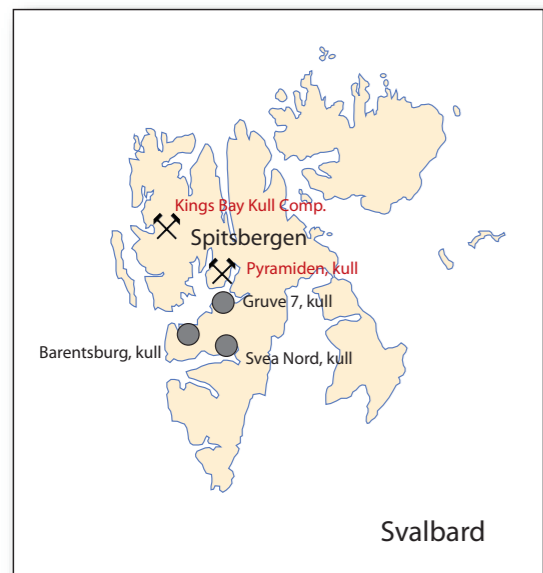 Kings Bay Kull Comp.
Spitsbergen
Pyramiden, kull
Gruve 7, kull
Barentsburg, kull
Svea Nord, kull
Svalbard